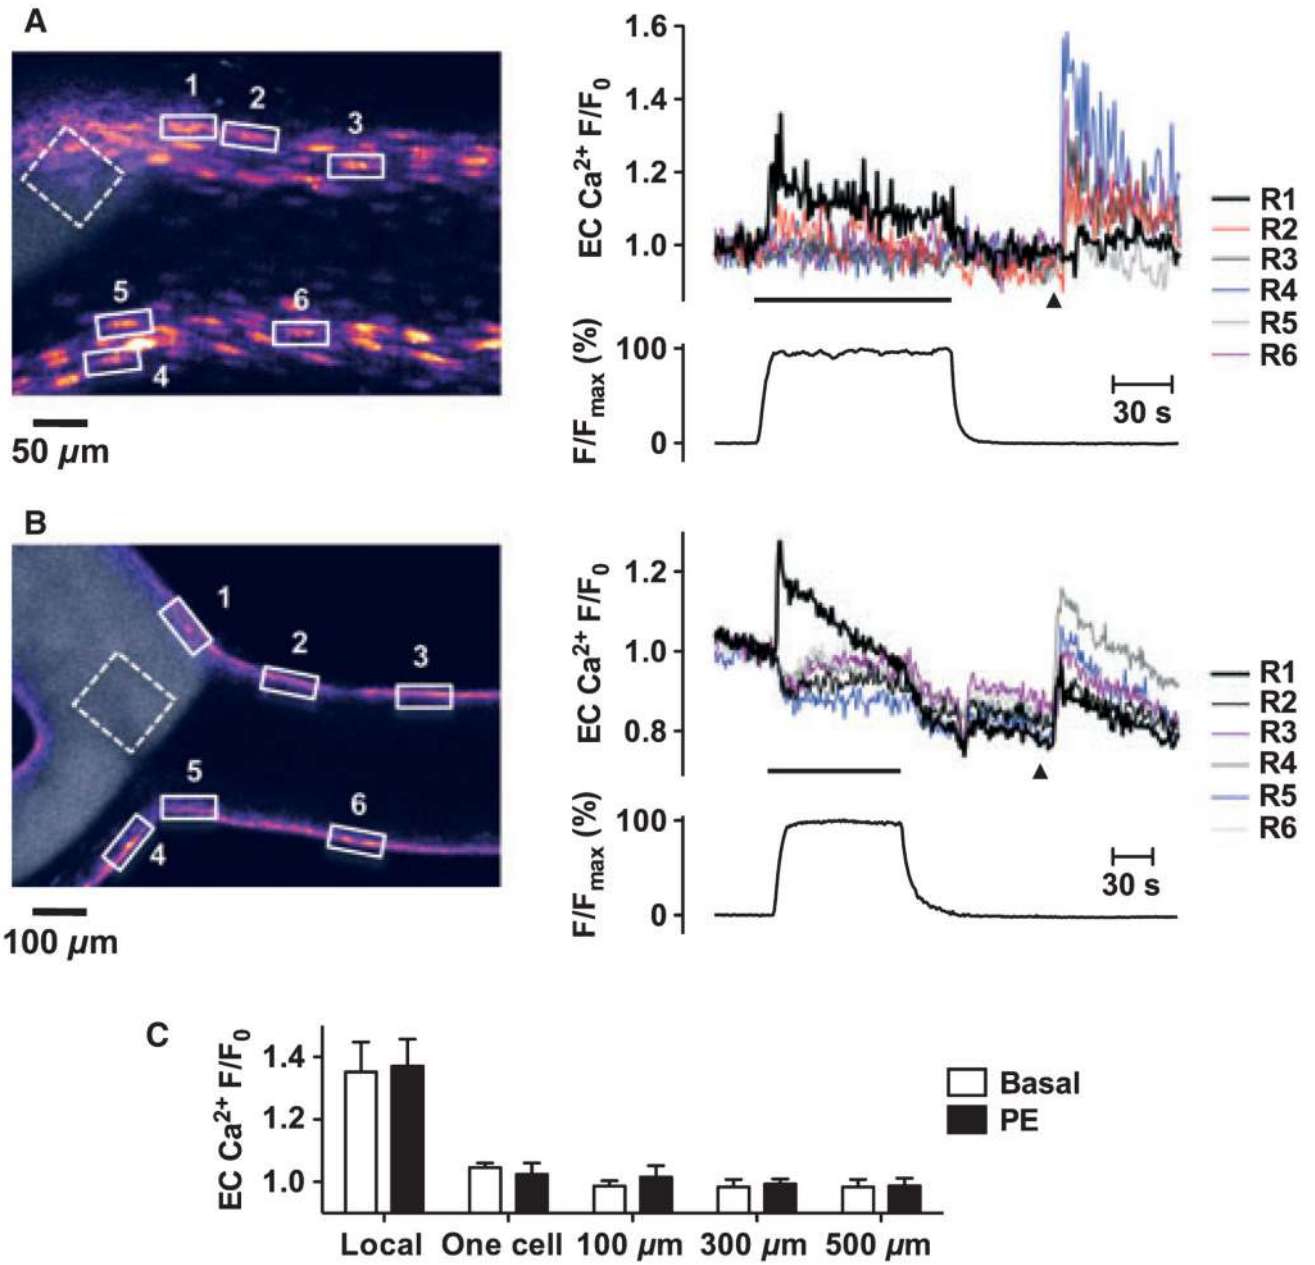 A
1
2
3
5
6
4
50 µm
EC Ca²⁺ F/F₀
1.6
1.4
1.2
1.0
▲
R1
R2
R3
R4
R5
R6
F/Fmax (%)
100
0
30 s
B
1
2
3
5
6
4
100 µm
EC Ca²⁺ F/F₀
1.2
1.0
0.8
▲
R1
R2
R3
R4
R5
R6
F/Fmax (%)
100
0
30 s
C
EC Ca²⁺ F/F₀
1.4
1.2
1.0
Basal
PE
Local One cell 100 µm 300 µm 500 µm